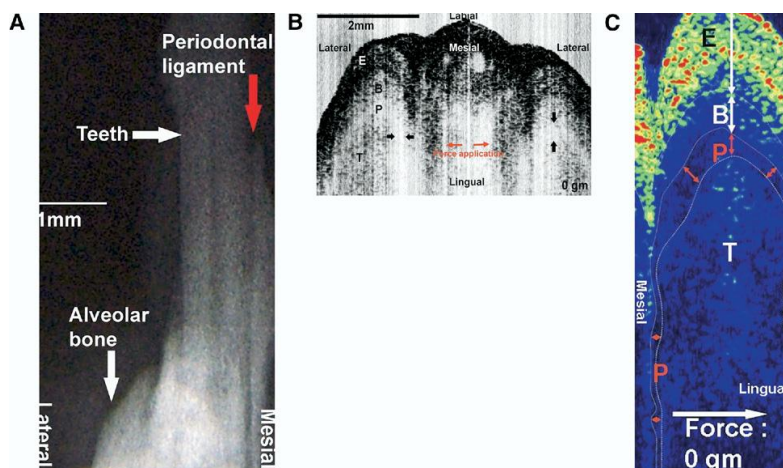 A
Periodontal
ligament
Teeth
1mm
Alveolar
bone
Lateral
Mesial
B
2mm
Labial
Lateral
Mesial
Lateral
E
B
P
Force application
T
Lingual
0 gm
C
E
B
P
T
Mesial
P
Lingual
Force :
0 gm